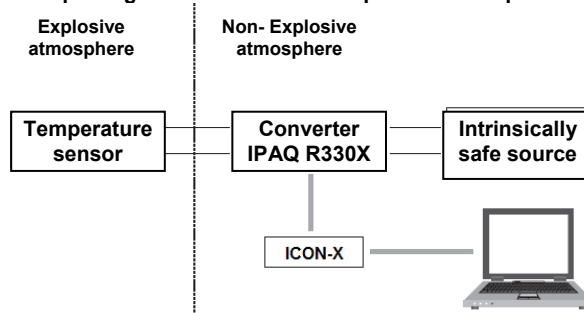 Explosive
atmosphere
Non- Explosive
atmosphere
Temperature
sensor
Converter
IPAQ R330X
Intrinsically
safe source
ICON-X